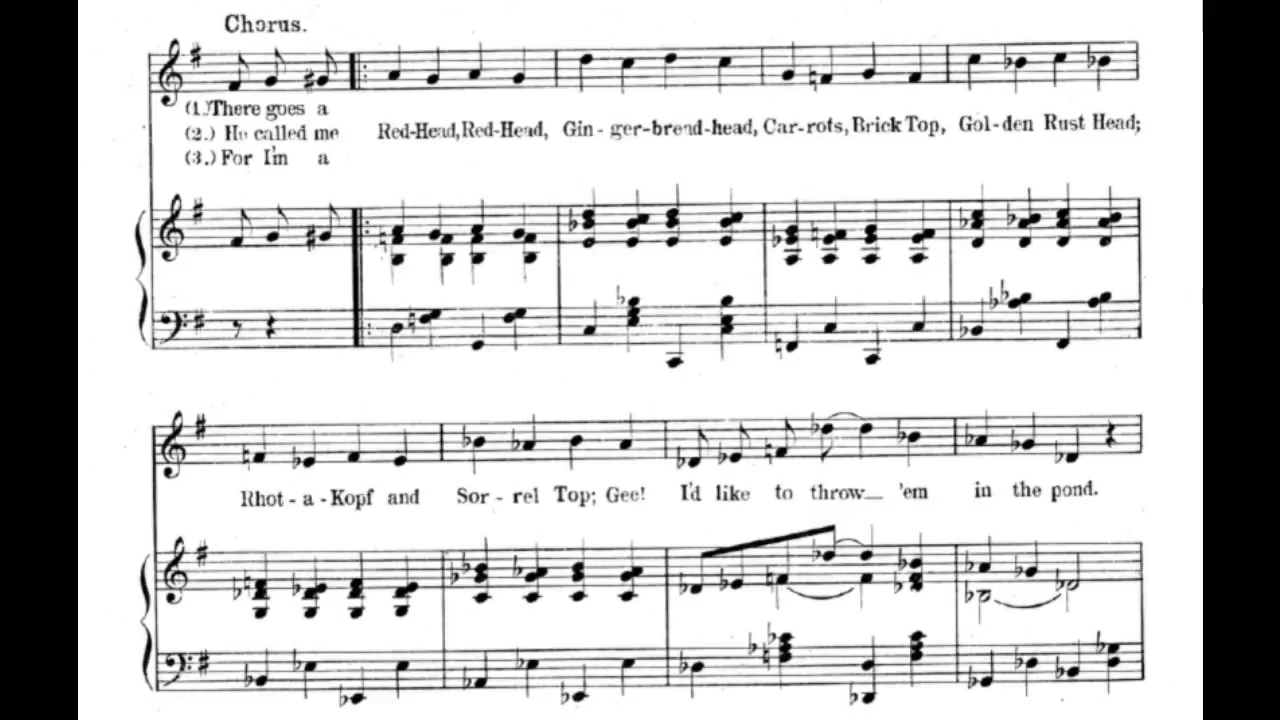 Chorus.
(1.) There goes a
(2.) He called me Red-Head, Red-Head, Gin-ger-bread-head, Car-rots, Brick Top, Gol-den Rust Head;
(3.) For I'm a
Rhot-a-Kopf and Sor-rel Top; Gee! I'd like to throw 'em in the pond.